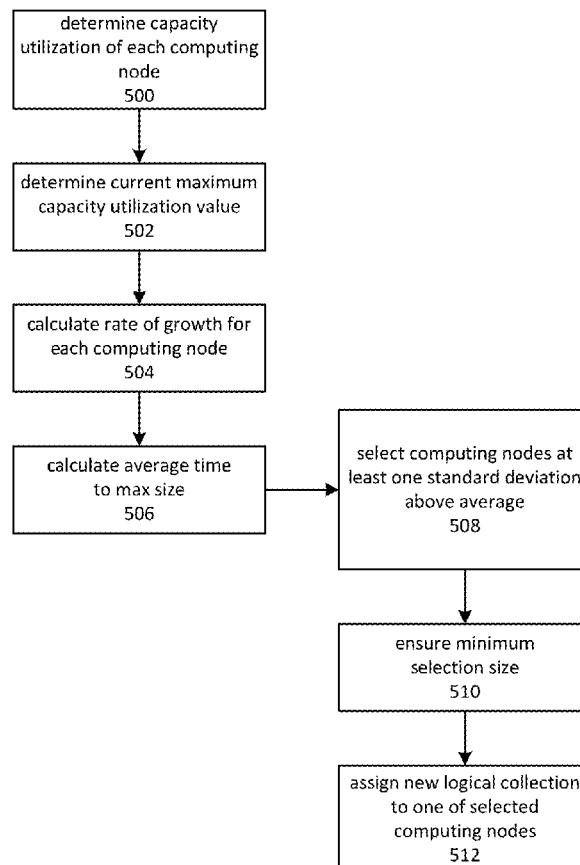 determine capacity
utilization of each computing
node
500
determine current maximum
capacity utilization value
502
calculate rate of growth for
each computing node
504
calculate average time
to max size
506
select computing nodes at
least one standard deviation
above average
508
ensure minimum
selection size
510
assign new logical collection
to one of selected
computing nodes
512